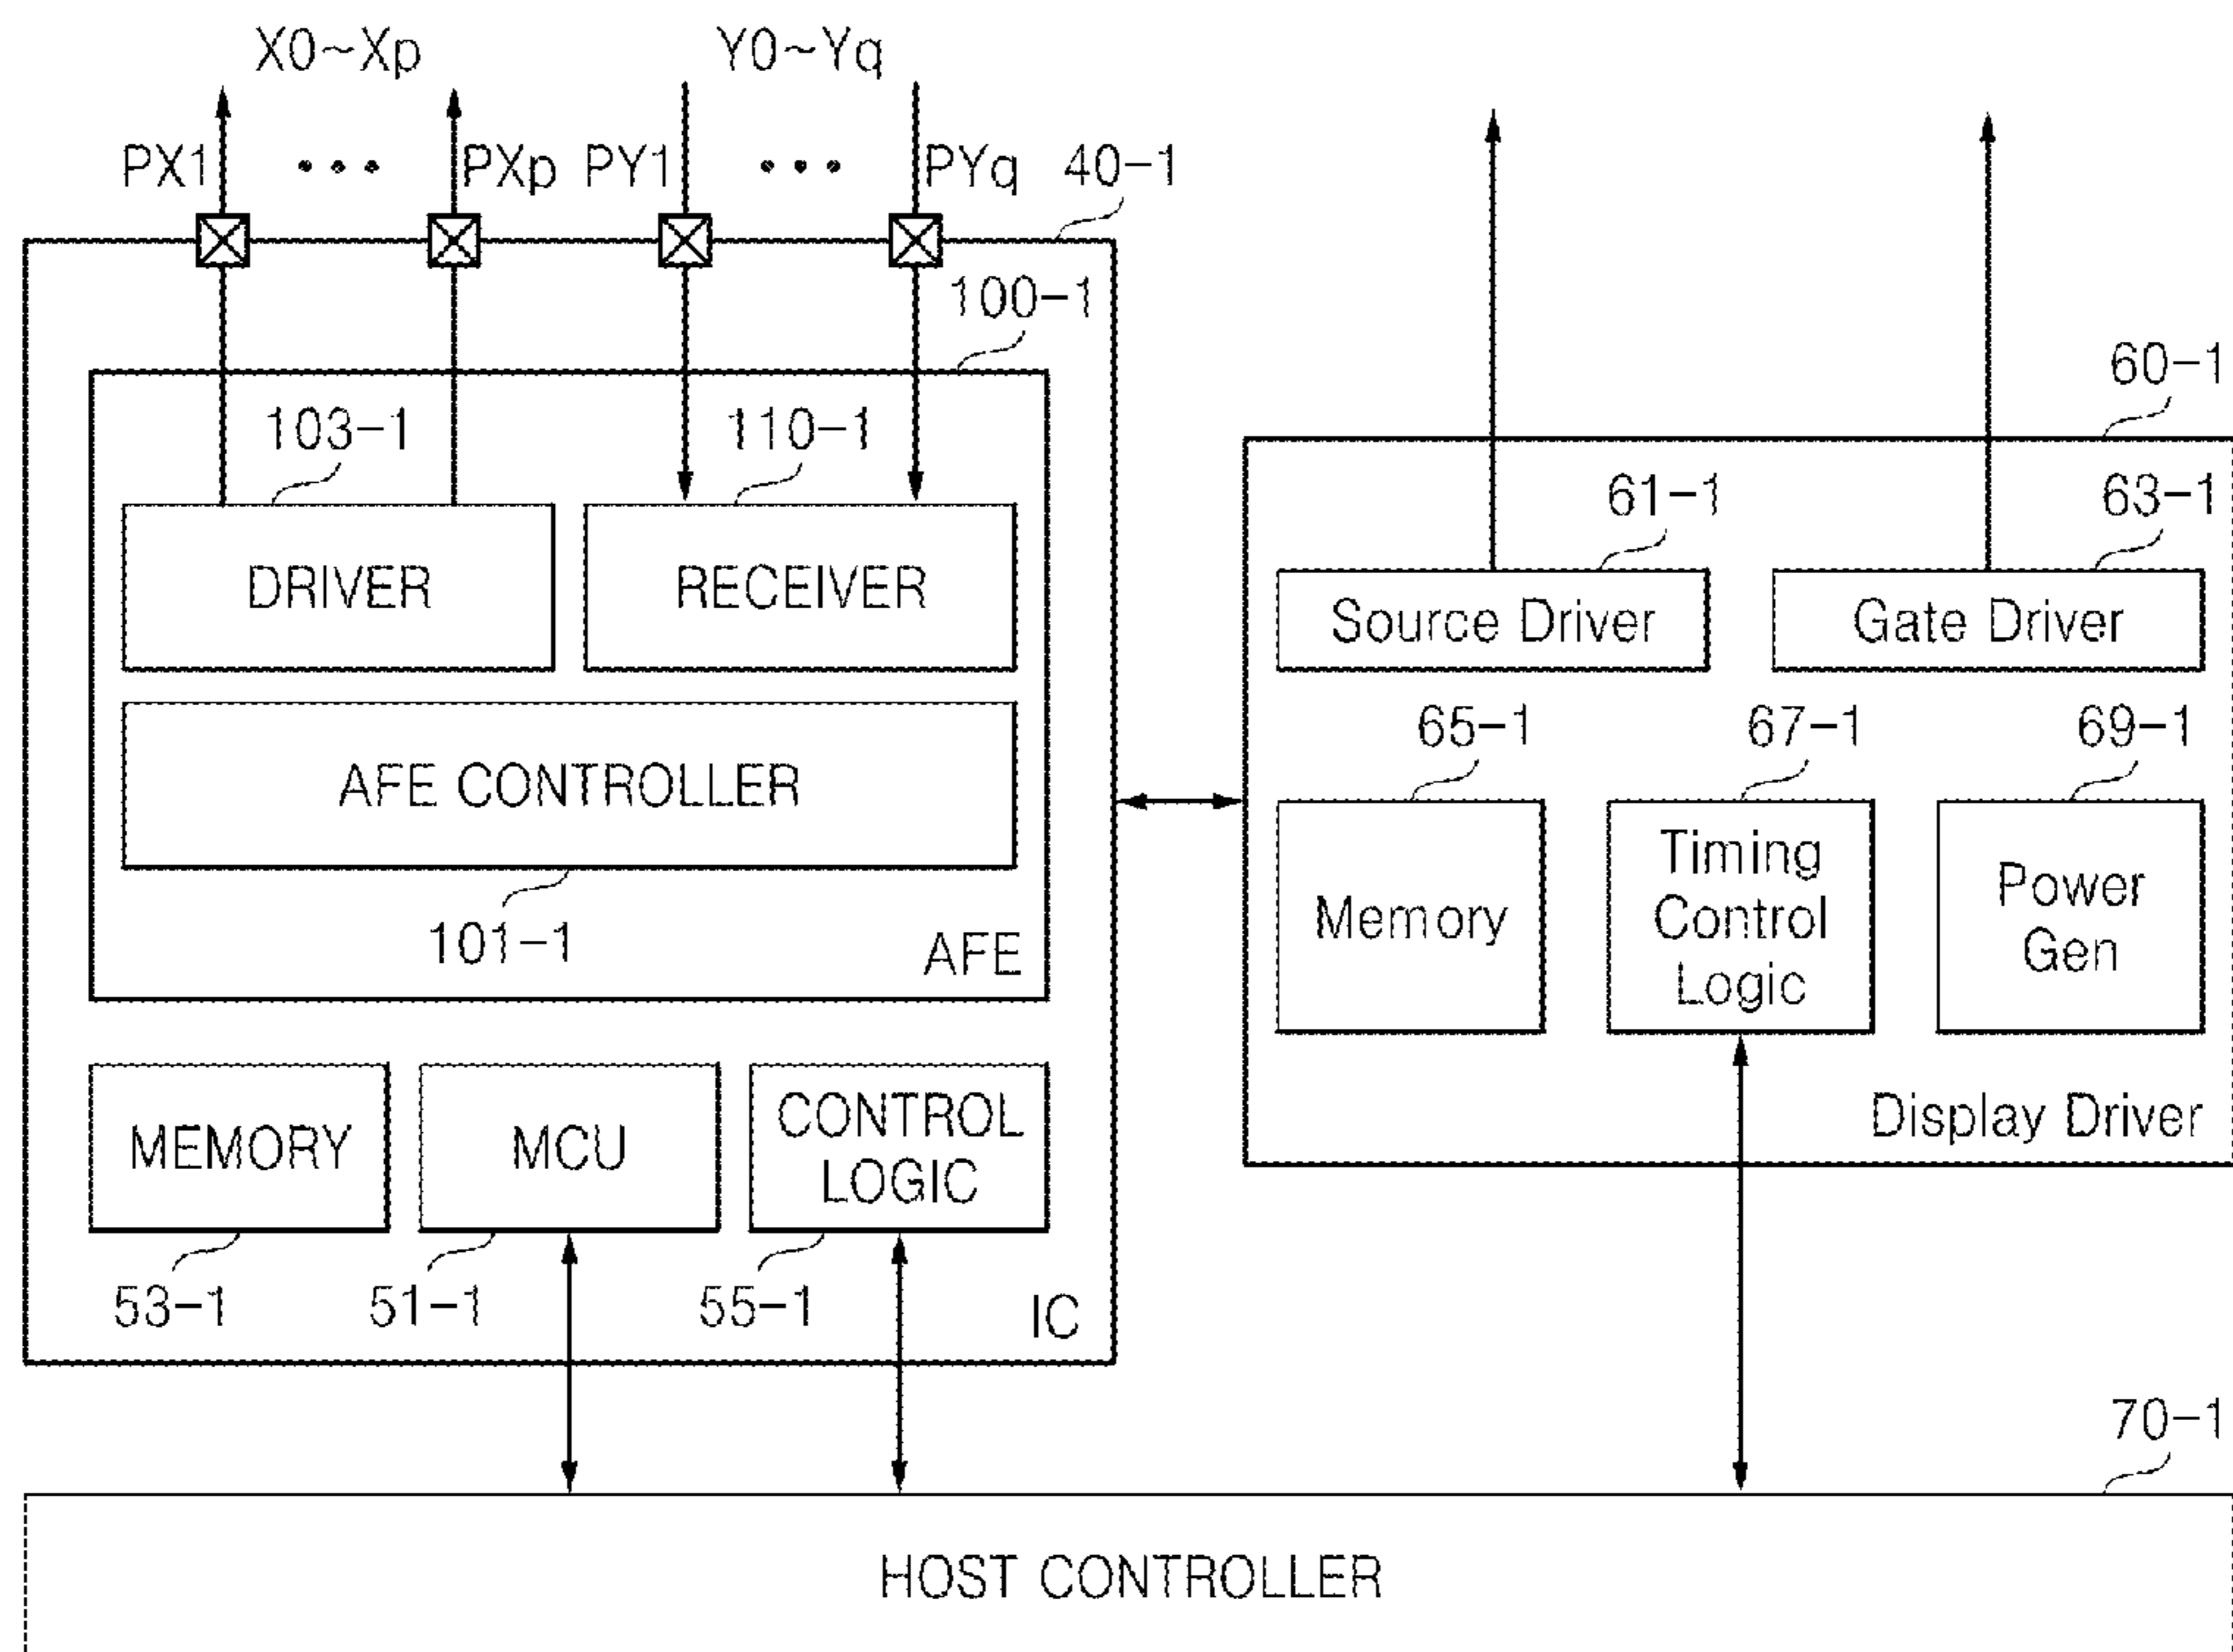 X0~Xp Y0~Yq
PX1 ••• PXp PY1 ••• PYq 40-1
100-1
103-1 110-1
DRIVER RECEIVER
AFE CONTROLLER
101-1
AFE
MEMORY MCU CONTROL
LOGIC
53-1 51-1 55-1
IC
60-1
61-1 63-1
Source Driver Gate Driver
65-1 67-1 69-1
Memory
Timing
Control
Logic
Power
Gen
Display Driver
70-1
HOST CONTROLLER